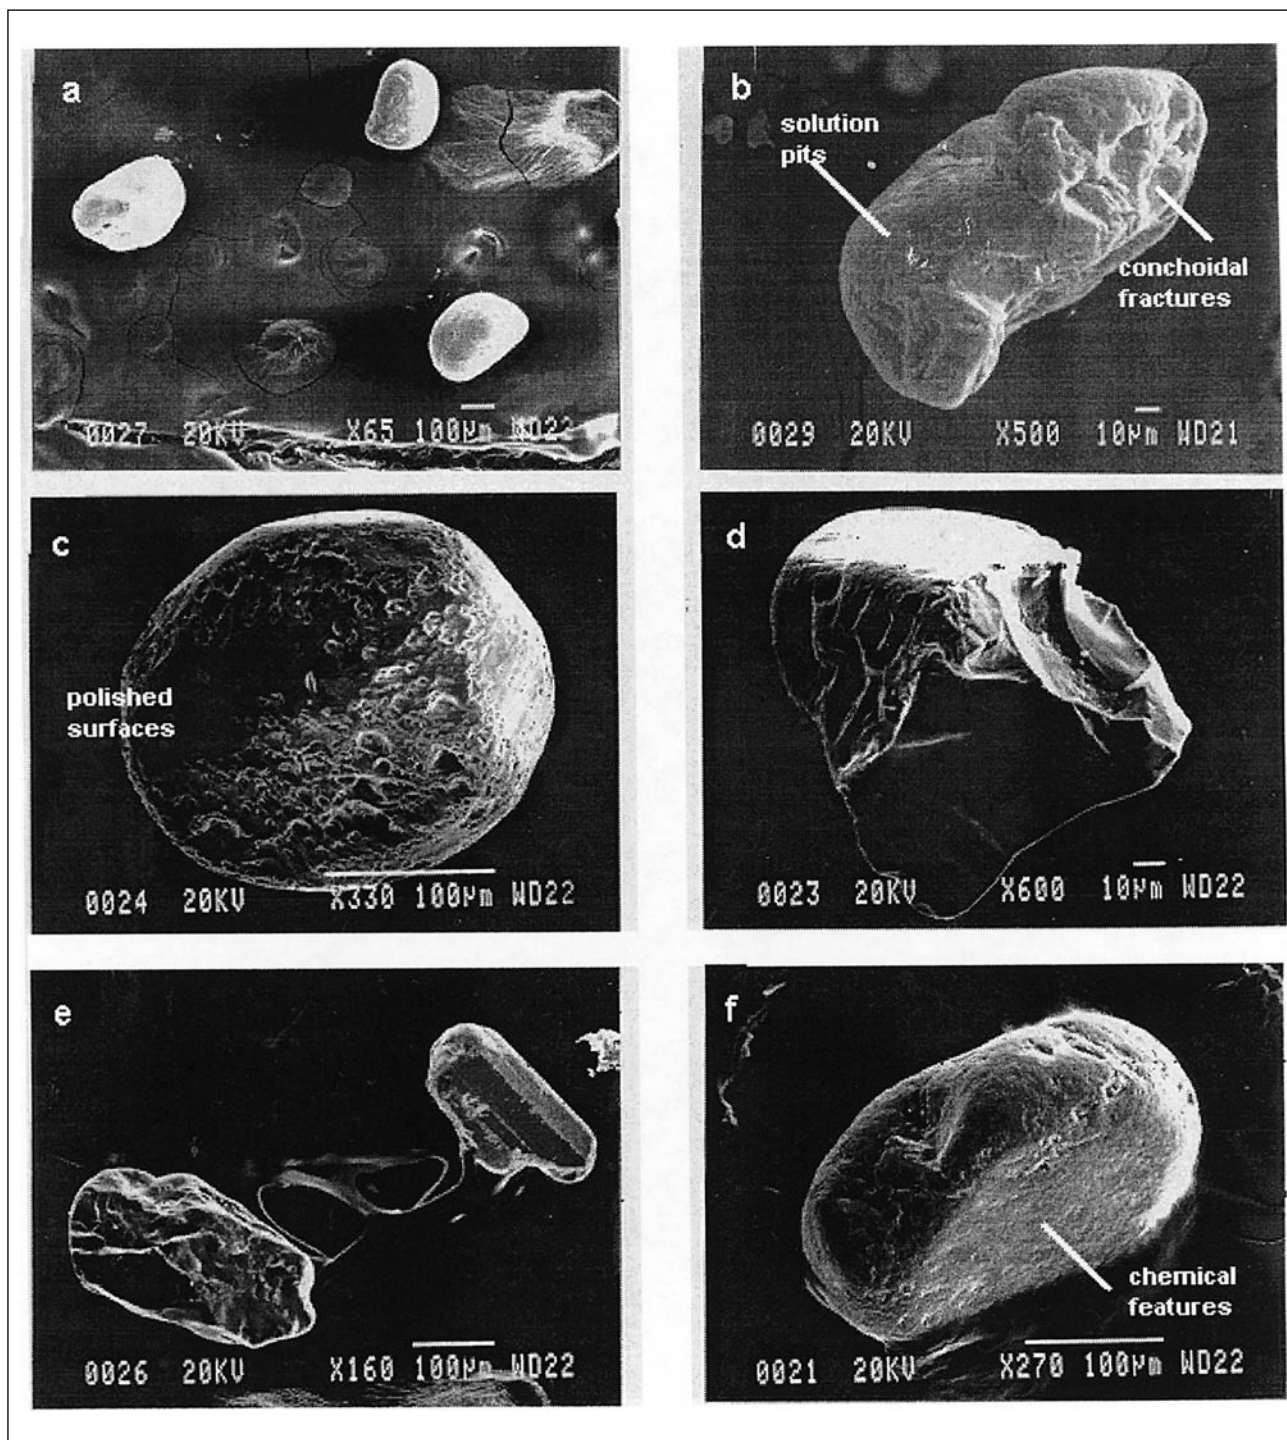 a
0027 20KV X65 100µm WD22
b
solution
pits
conchoidal
fractures
0029 20KV X500 10µm WD21
c
polished
surfaces
0024 20KV X330 100µm WD22
d
0023 20KV X600 10µm WD22
e
0026 20KV X160 100µm WD22
f
chemical
features
0021 20KV X270 100µm WD22